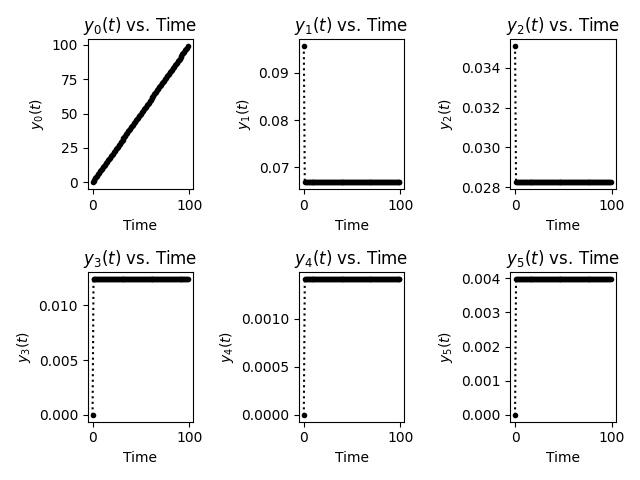 y₀(t) vs. Time
y₁(t) vs. Time
y₂(t) vs. Time
100
75
50
25
0
y₀(t)
0 100
Time
0.09
0.08
0.07
y₁(t)
0 100
Time
0.034
0.032
0.030
0.028
y₂(t)
0 100
Time
y₃(t) vs. Time
y₄(t) vs. Time
y₅(t) vs. Time
0.010
0.005
0.000
y₃(t)
0 100
Time
0.0010
0.0005
0.0000
y₄(t)
0 100
Time
0.004
0.003
0.002
0.001
0.000
y₅(t)
0 100
Time